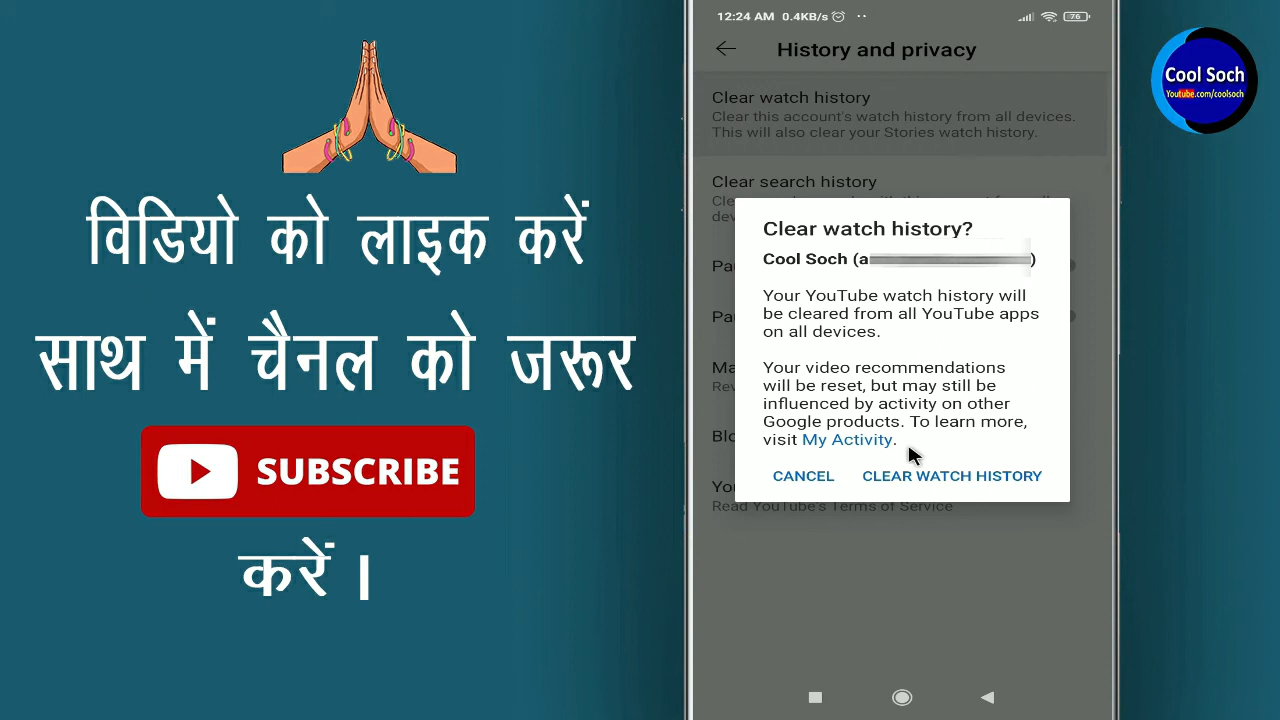 विडियो को लाइक करें
साथ में चैनल को जरूर
SUBSCRIBE
करें ।
12:24 AM 0.4KB/s
76
History and privacy
Clear watch history
Clear this account's watch history from all devices.
This will also clear your Stories watch history.
Clear search history
Clear watch history?
Cool Soch (a )
Your YouTube watch history will
be cleared from all YouTube apps
on all devices.
Your video recommendations
will be reset, but may still be
influenced by activity on other
Google products. To learn more,
visit My Activity.
CANCEL CLEAR WATCH HISTORY
Read YouTube's Terms of Service
Cool Soch
Youtube.com/coolsoch